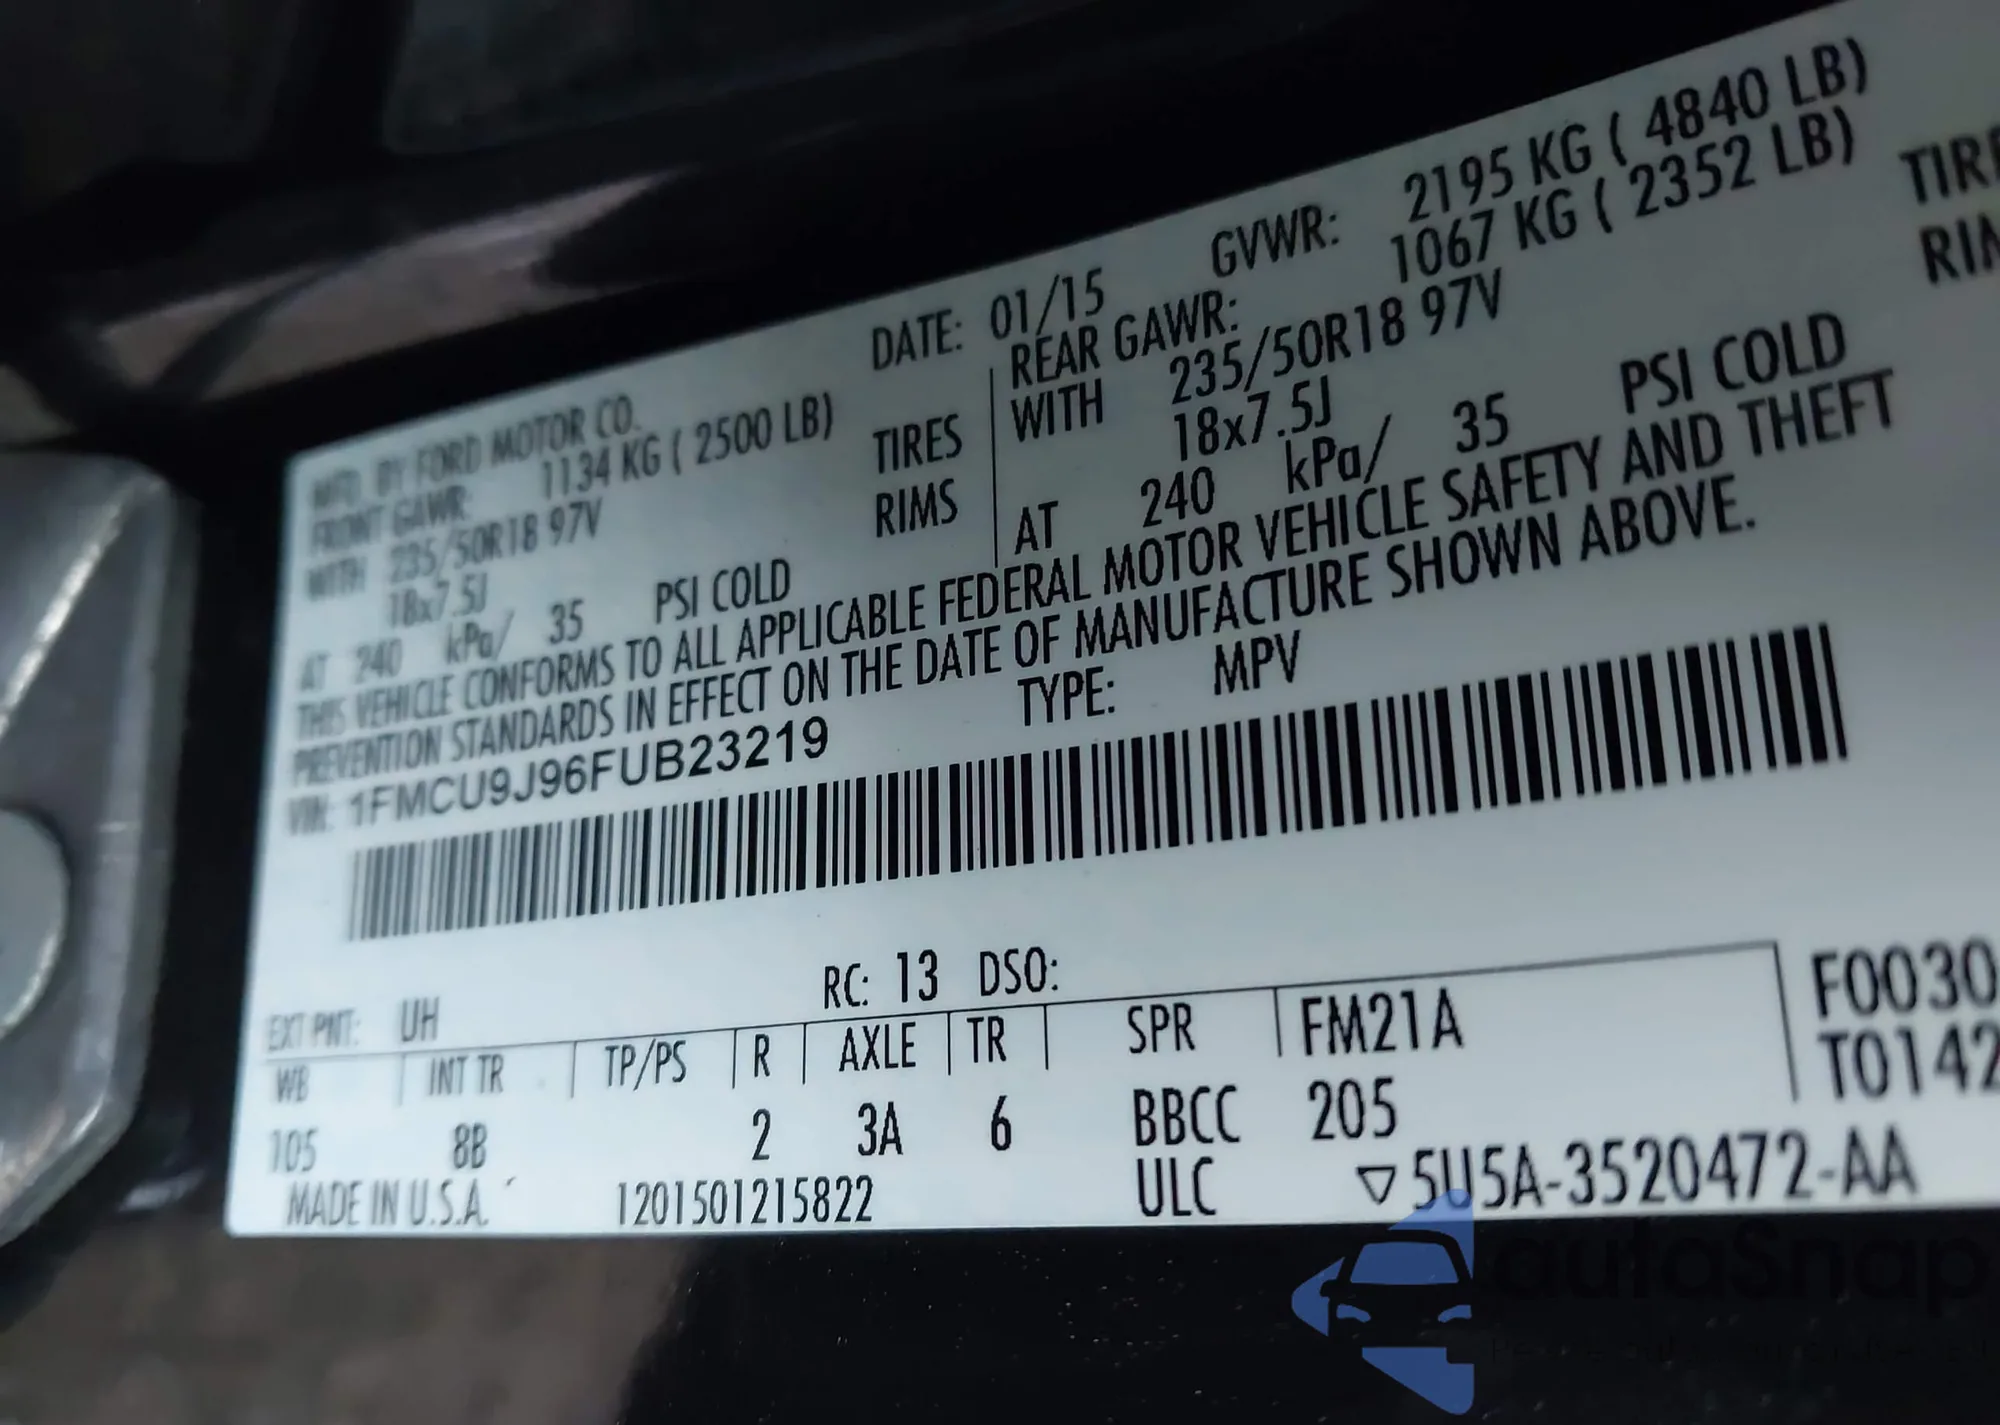 MFD. BY FORD MOTOR CO. DATE: 01/15 GVWR: 2195 KG ( 4840 LB)
FRONT GAWR: 1134 KG ( 2500 LB) REAR GAWR: 1067 KG ( 2352 LB)
WITH 235/50R18 97V TIRES WITH 235/50R18 97V TIRE
18x7.5J RIMS 18x7.5J RIM
AT 240 kPa/ 35 PSI COLD AT 240 kPa/ 35 PSI COLD
THIS VEHICLE CONFORMS TO ALL APPLICABLE FEDERAL MOTOR VEHICLE SAFETY AND THEFT
PREVENTION STANDARDS IN EFFECT ON THE DATE OF MANUFACTURE SHOWN ABOVE.
VIN: 1FMCU9J96FUB23219 TYPE: MPV
EXT PNT: UH RC: 13 DSO:
WB INT TR TP/PS R AXLE TR SPR FM21A F0030
105 8B 2 3A 6 BBCC 205 T0142
MADE IN U.S.A. 1201501215822 ULC ▽5U5A-3520472-AA
autoSnap